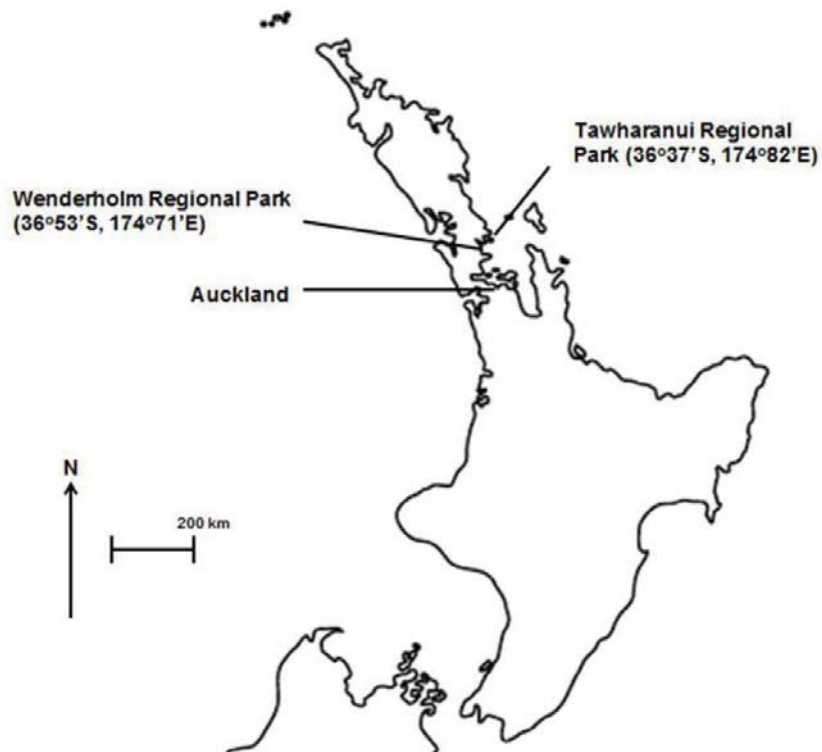 Tawharanui Regional
Park (36º37'S, 174º82'E)
Wenderholm Regional Park
(36º53'S, 174º71'E)
Auckland
N
200 km